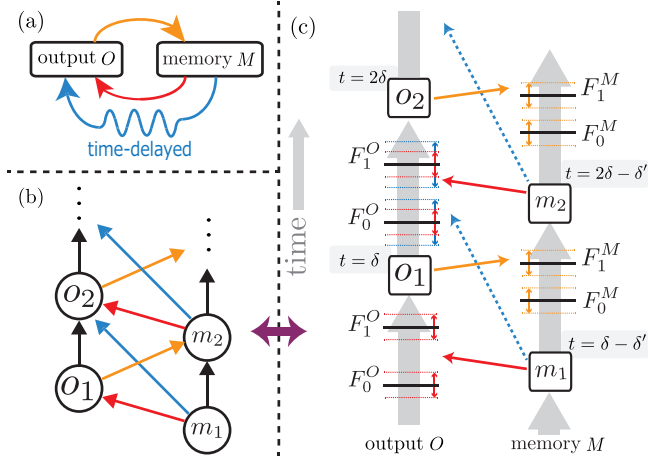 (a)
output O
memory M
time-delayed
(b)
o₂
m₂
o₁
m₁
time
(c)
t = 2δ
o₂
F₁ᴹ
F₀ᴹ
F₁ᴼ
t = 2δ − δ′
m₂
F₀ᴼ
t = δ
o₁
F₁ᴹ
F₀ᴹ
F₁ᴼ
t = δ − δ′
m₁
F₀ᴼ
output O
memory M